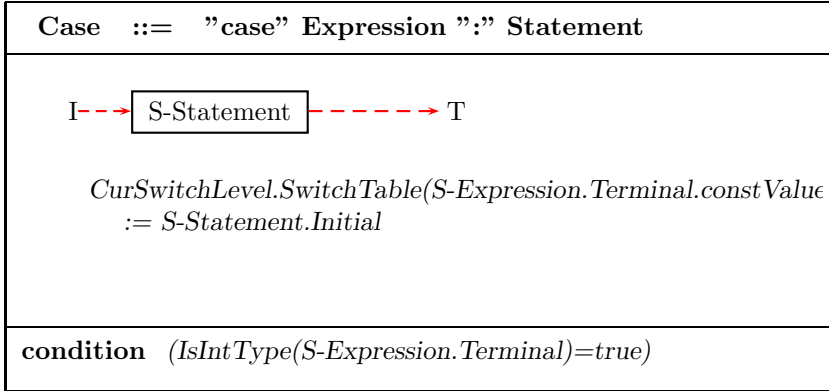 Case ::= ”case” Expression ”:” Statement
I S-Statement T
CurSwitchLevel.SwitchTable(S-Expression.Terminal.constValue
:= S-Statement.Initial
condition (IsIntType(S-Expression.Terminal)=true)